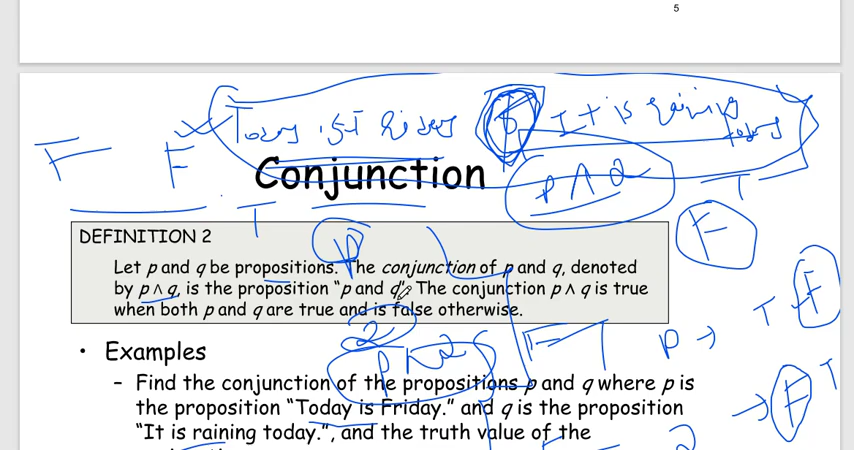 5
It is raining
T
F F
Conjunction
p ∧ q
T
T
F
p
DEFINITION 2
Let p and q be propositions. The conjunction of p and q, denoted
by p ∧ q, is the proposition "p and q". The conjunction p ∧ q is true
when both p and q are true and is false otherwise.
q
p ∧ q
F
p → T F
• Examples
– Find the conjunction of the propositions p and q where p is
the proposition "Today is Friday." and q is the proposition
"It is raining today.", and the truth value of the
q → F T